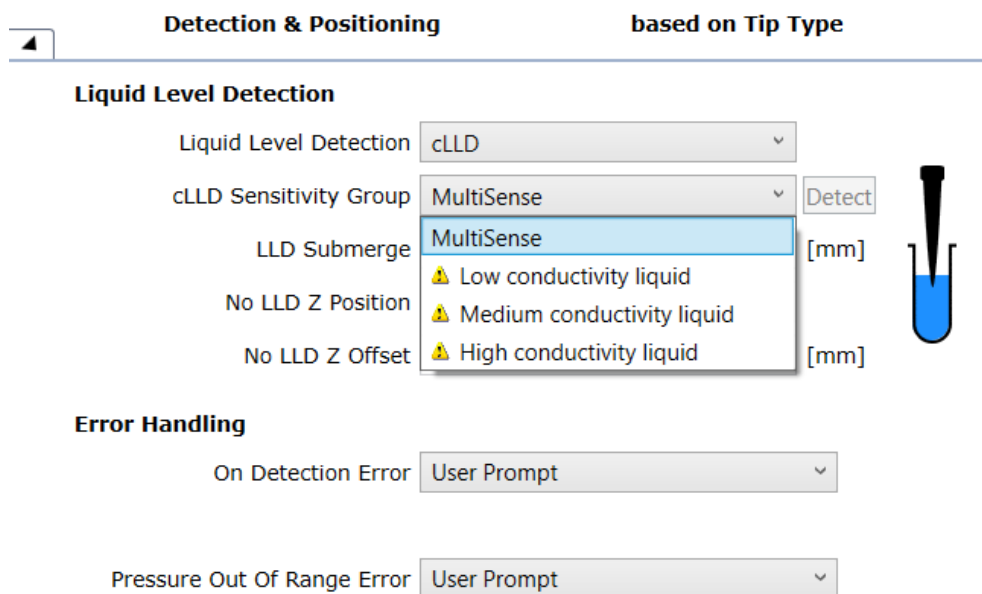 Detection & Positioning based on Tip Type
Liquid Level Detection
Liquid Level Detection cLLD
cLLD Sensitivity Group MultiSense Detect
LLD Submerge MultiSense [mm]
Low conductivity liquid
No LLD Z Position
Medium conductivity liquid
No LLD Z Offset High conductivity liquid [mm]
Error Handling
On Detection Error User Prompt
Pressure Out Of Range Error User Prompt